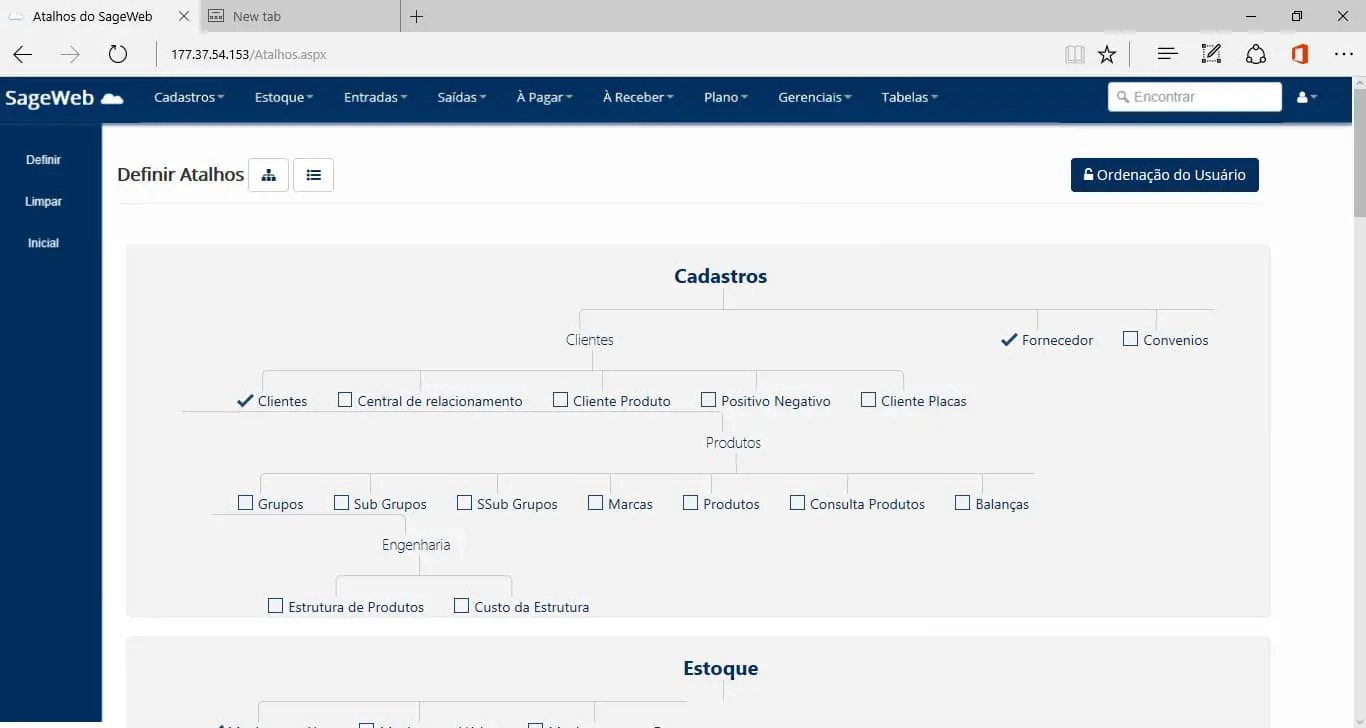 Atalhos do SageWeb
New tab
177.37.54.153/Atalhos.aspx
SageWeb
Cadastros
Estoque
Entradas
Saídas
À Pagar
À Receber
Plano
Gerenciais
Tabelas
Encontrar
Definir
Limpar
Inicial
Definir Atalhos
Ordenação do Usuário
Cadastros
Clientes
Fornecedor
Convenios
Clientes
Central de relacionamento
Cliente Produto
Positivo Negativo
Cliente Placas
Produtos
Grupos
Sub Grupos
SSub Grupos
Marcas
Produtos
Consulta Produtos
Balanças
Engenharia
Estrutura de Produtos
Custo da Estrutura
Estoque